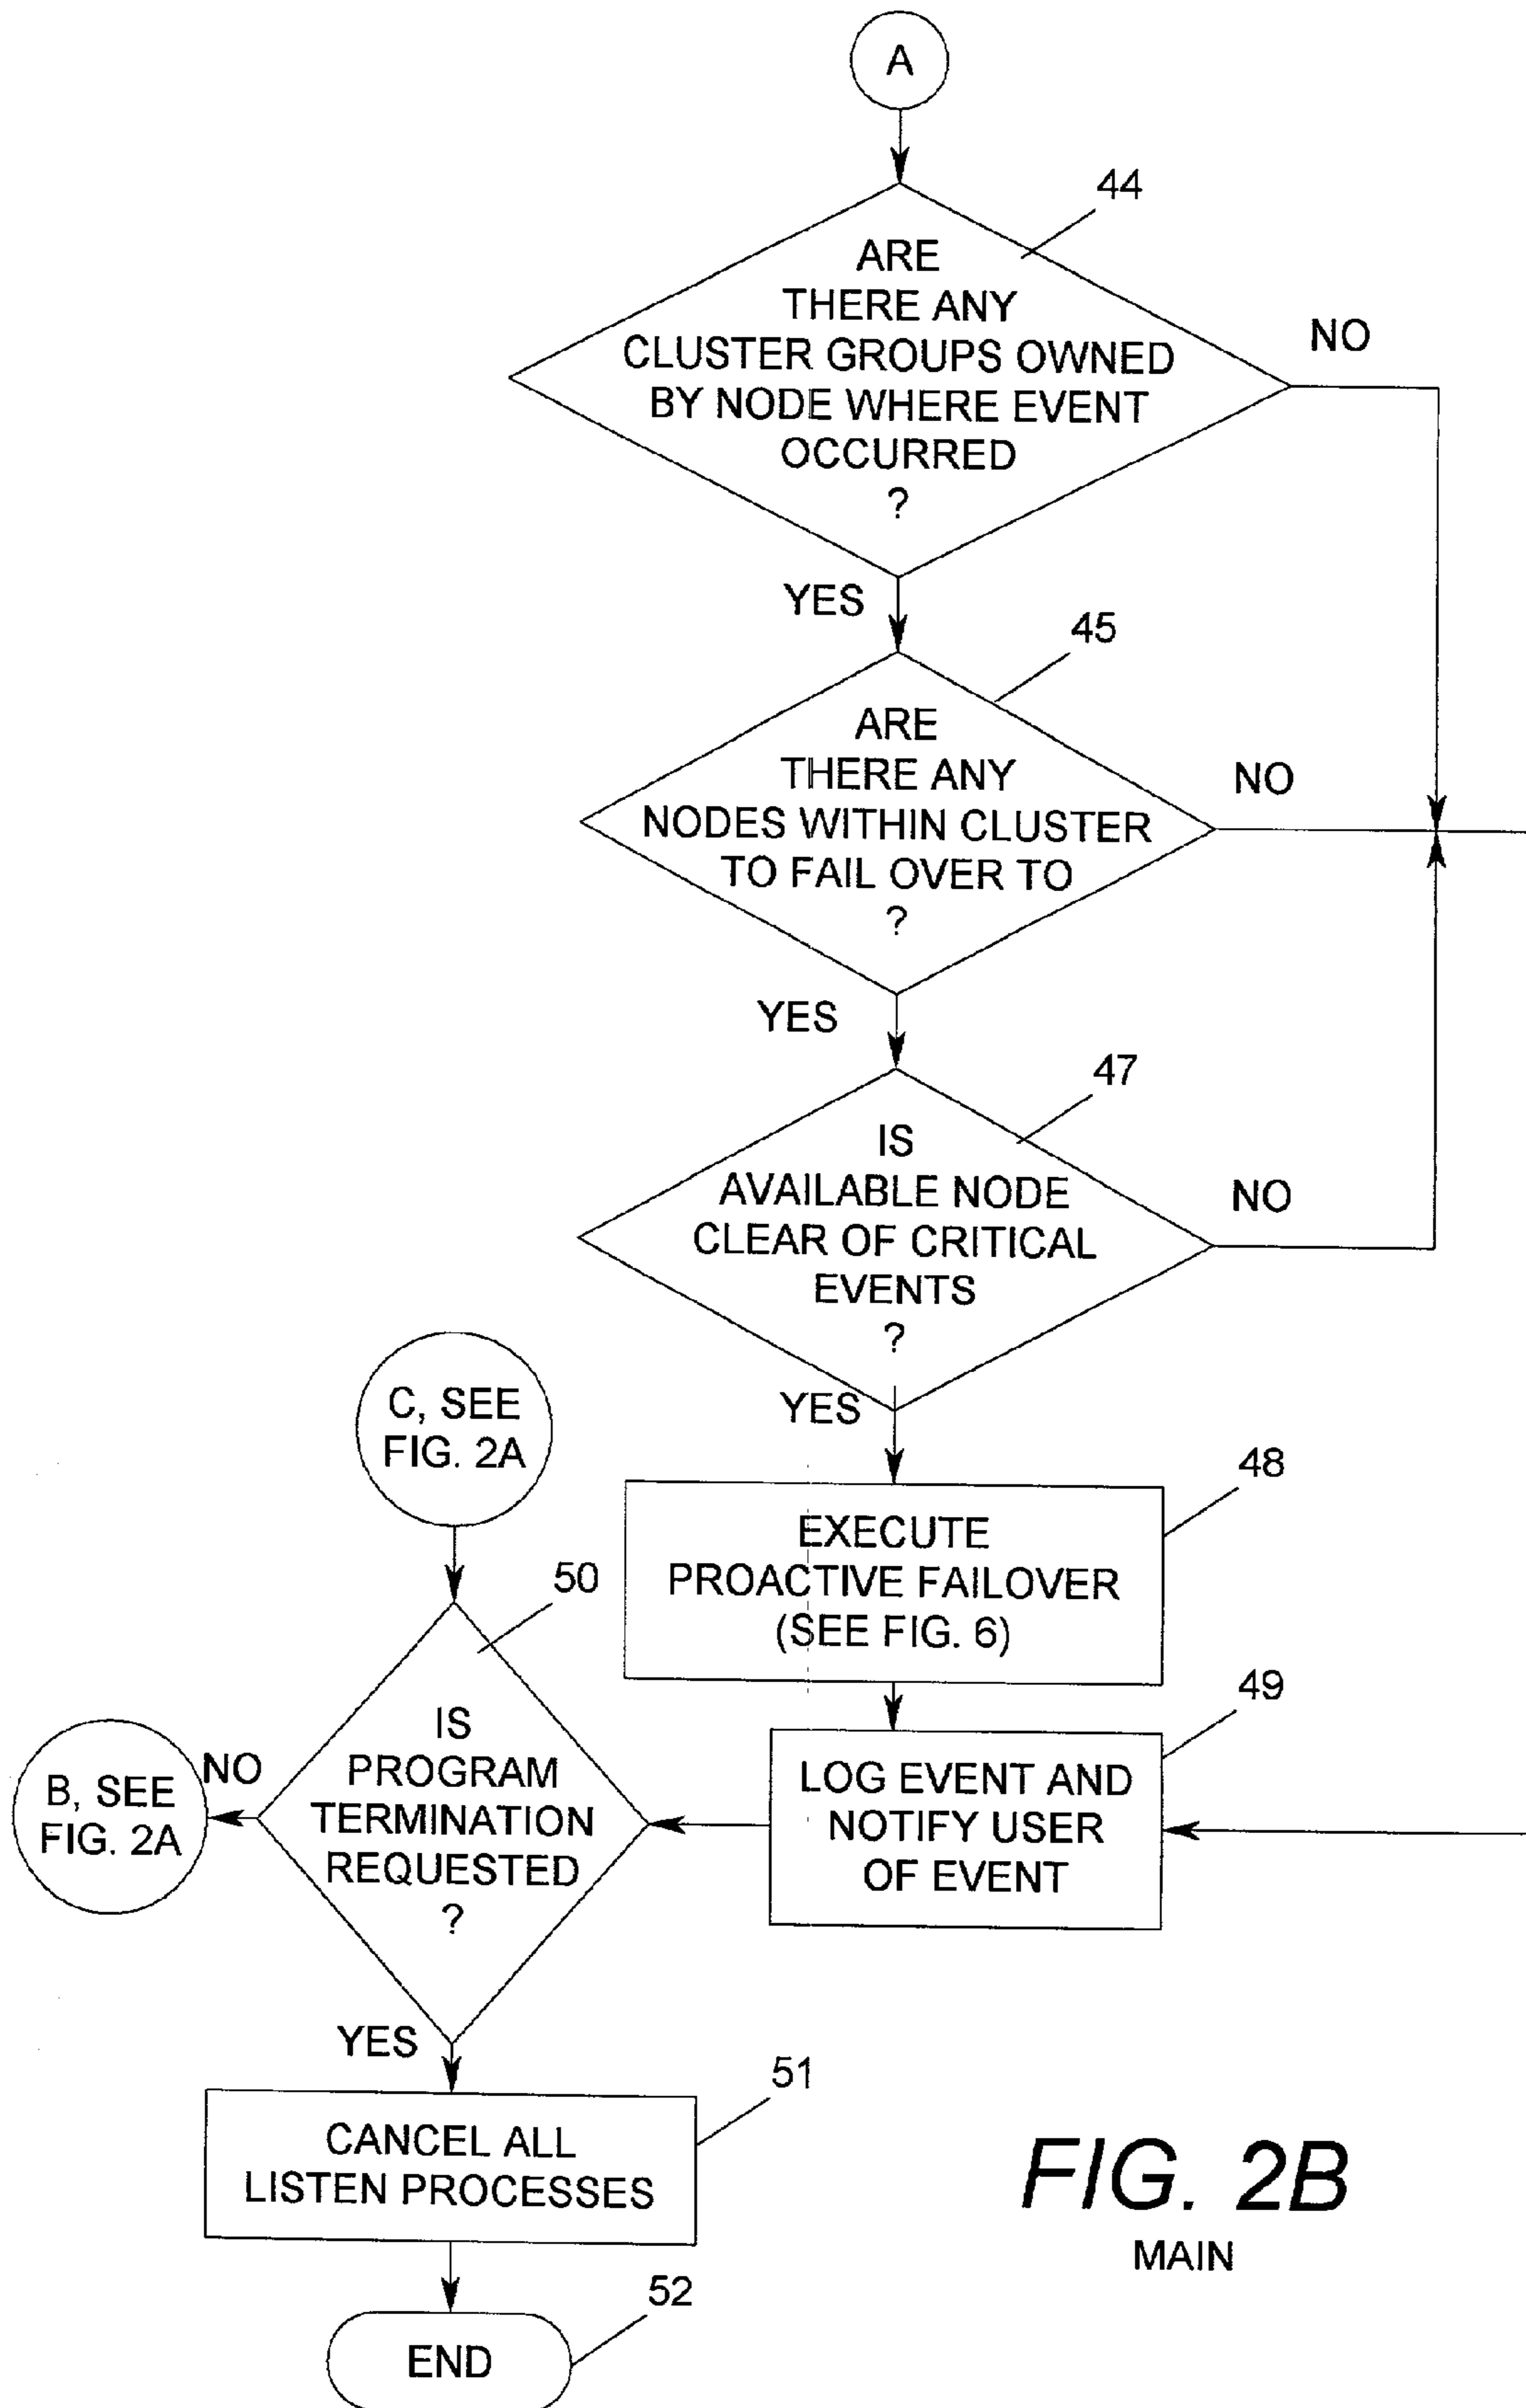 A
44
ARE
THERE ANY
CLUSTER GROUPS OWNED
BY NODE WHERE EVENT
OCCURRED
?
NO
YES
45
ARE
THERE ANY
NODES WITHIN CLUSTER
TO FAIL OVER TO
?
NO
YES
47
IS
AVAILABLE NODE
CLEAR OF CRITICAL
EVENTS
?
NO
YES
C, SEE
FIG. 2A
48
EXECUTE
PROACTIVE FAILOVER
(SEE FIG. 6)
50
IS
PROGRAM
TERMINATION
REQUESTED
?
NO
B, SEE
FIG. 2A
49
LOG EVENT AND
NOTIFY USER
OF EVENT
YES
51
CANCEL ALL
LISTEN PROCESSES
52
END
FIG. 2B
MAIN